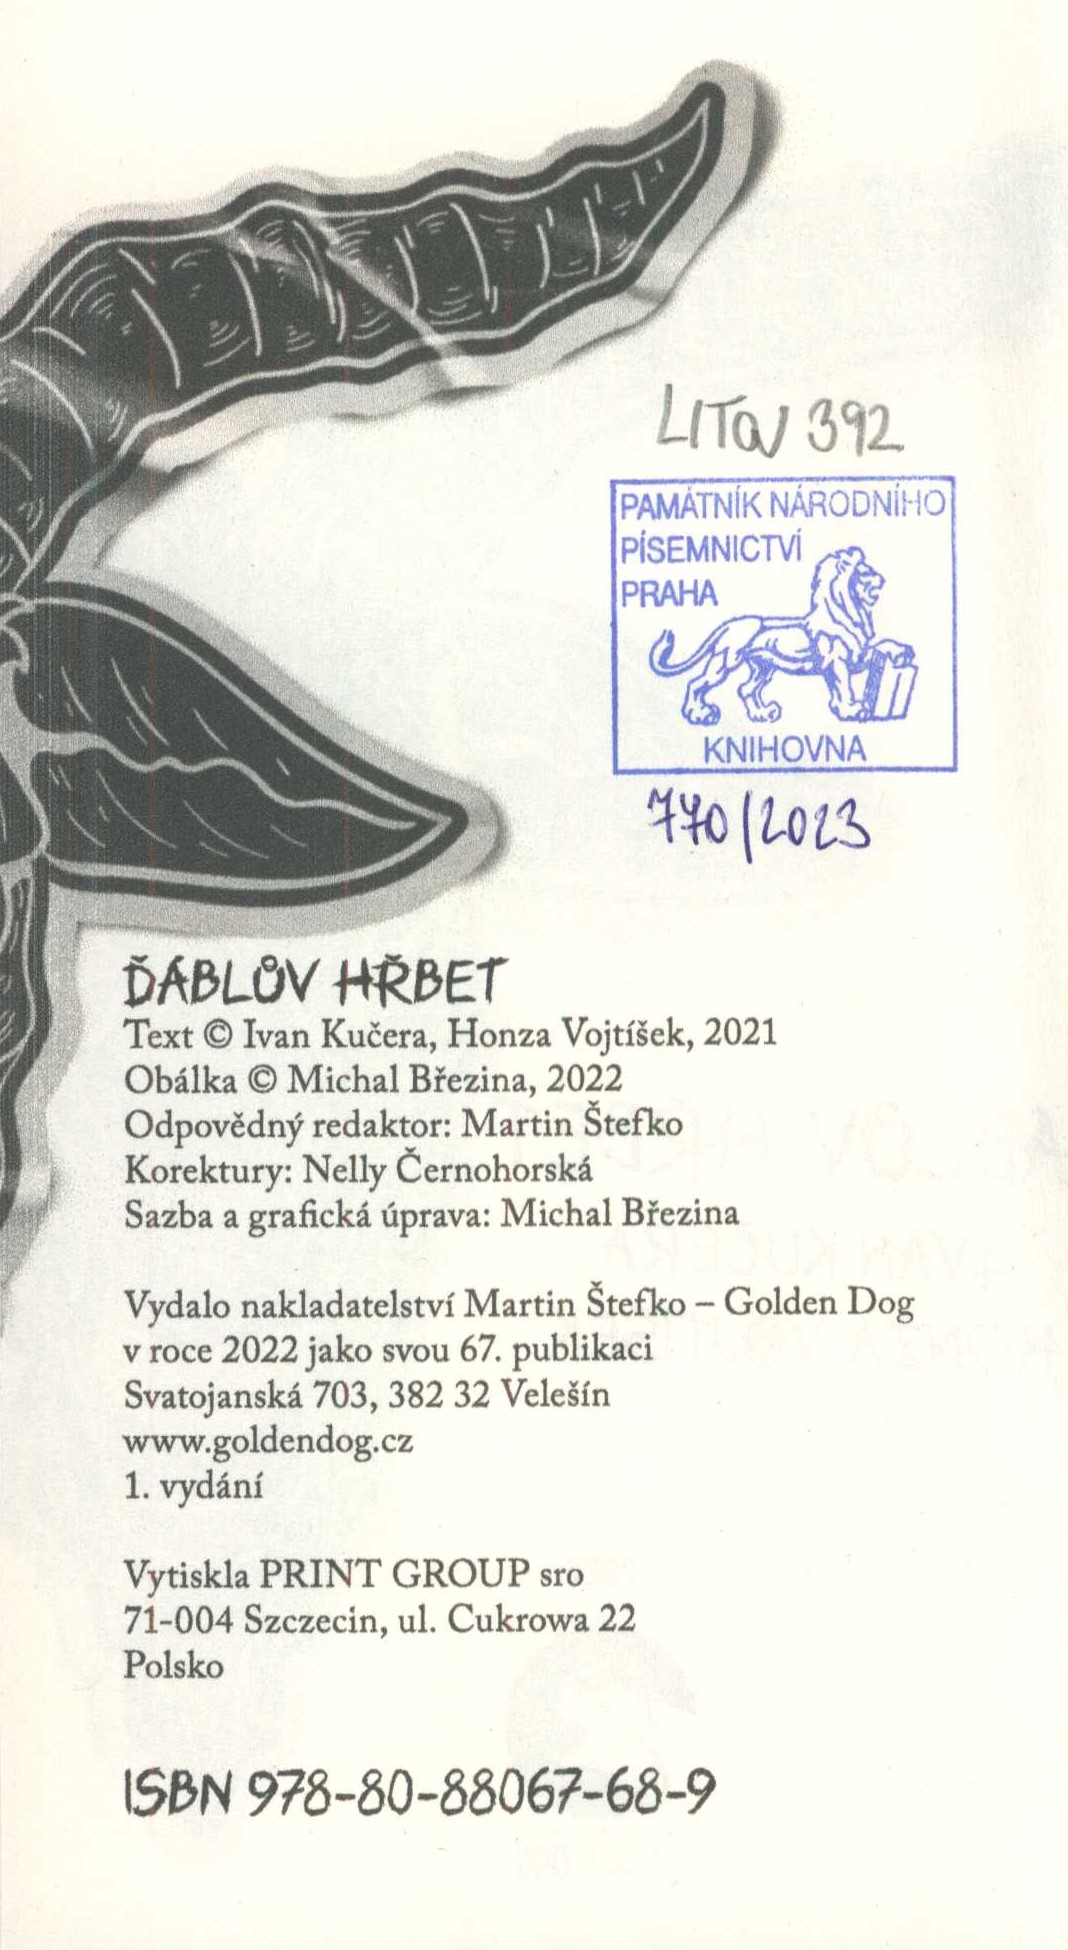 LITOJ 392
PAMÁTNÍK NÁRODNÍHO
PÍSEMNICTVÍ
PRAHA
KNIHOVNA
770/2023
ĎÁBLŮV HŘBET
Text © Ivan Kučera, Honza Vojtíšek, 2021
Obálka © Michal Březina, 2022
Odpovědný redaktor: Martin Štefko
Korektury: Nelly Černohorská
Sazba a grafická úprava: Michal Březina
Vydalo nakladatelství Martin Štefko – Golden Dog
v roce 2022 jako svou 67. publikaci
Svatojanská 703, 382 32 Velešín
www.goldendog.cz
1. vydání
Vytiskla PRINT GROUP sro
71-004 Szczecin, ul. Cukrowa 22
Polsko
ISBN 978-80-88067-68-9